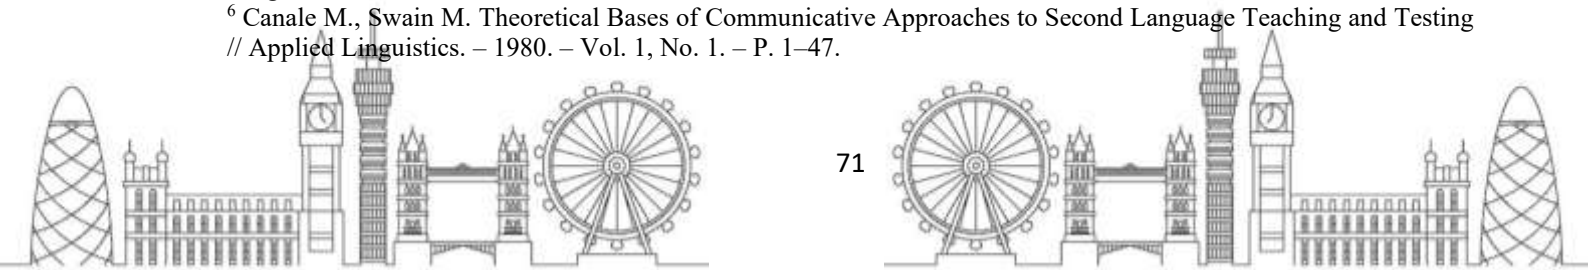 ⁶ Canale M., Swain M. Theoretical Bases of Communicative Approaches to Second Language Teaching and Testing
// Applied Linguistics. – 1980. – Vol. 1, No. 1. – P. 1–47.
71